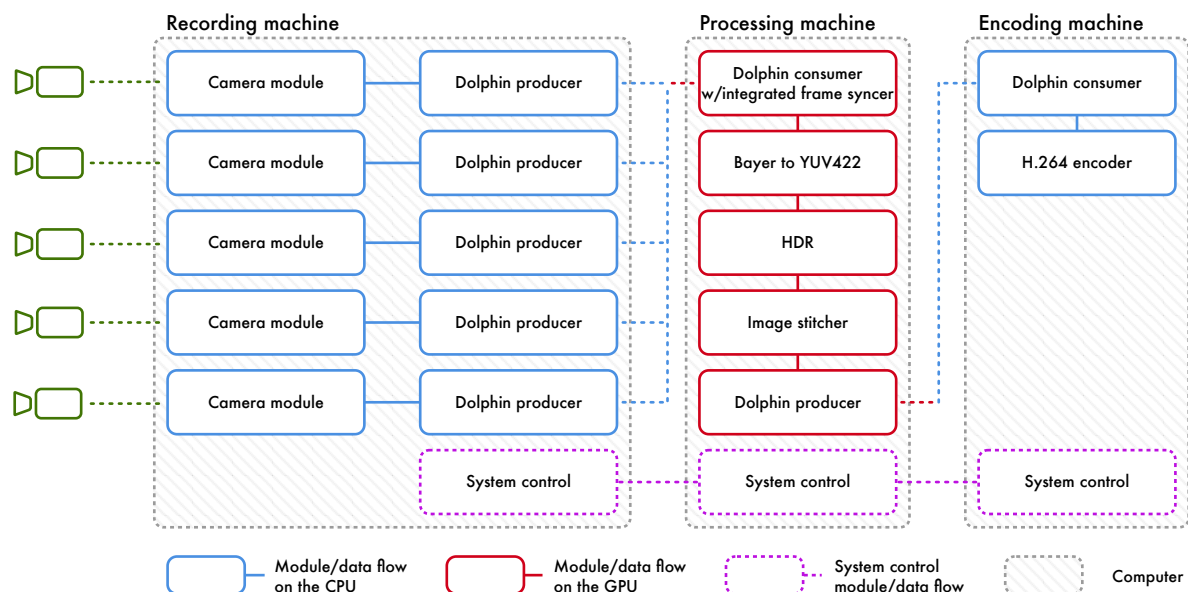 Recording machine
Processing machine
Encoding machine
Camera module
Dolphin producer
Dolphin consumer
w/integrated frame syncer
Dolphin consumer
Camera module
Dolphin producer
Bayer to YUV422
H.264 encoder
Camera module
Dolphin producer
HDR
Camera module
Dolphin producer
Image stitcher
Camera module
Dolphin producer
Dolphin producer
System control
System control
System control
Module/data flow
on the CPU
Module/data flow
on the GPU
System control
module/data flow
Computer